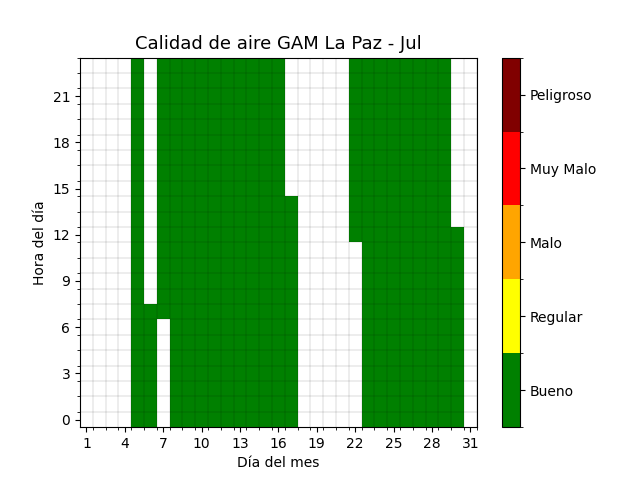 Calidad de aire GAM La Paz - Jul
Hora del día
21
18
15
12
9
6
3
0
1 4 7 10 13 16 19 22 25 28 31
Día del mes
Peligroso
Muy Malo
Malo
Regular
Bueno